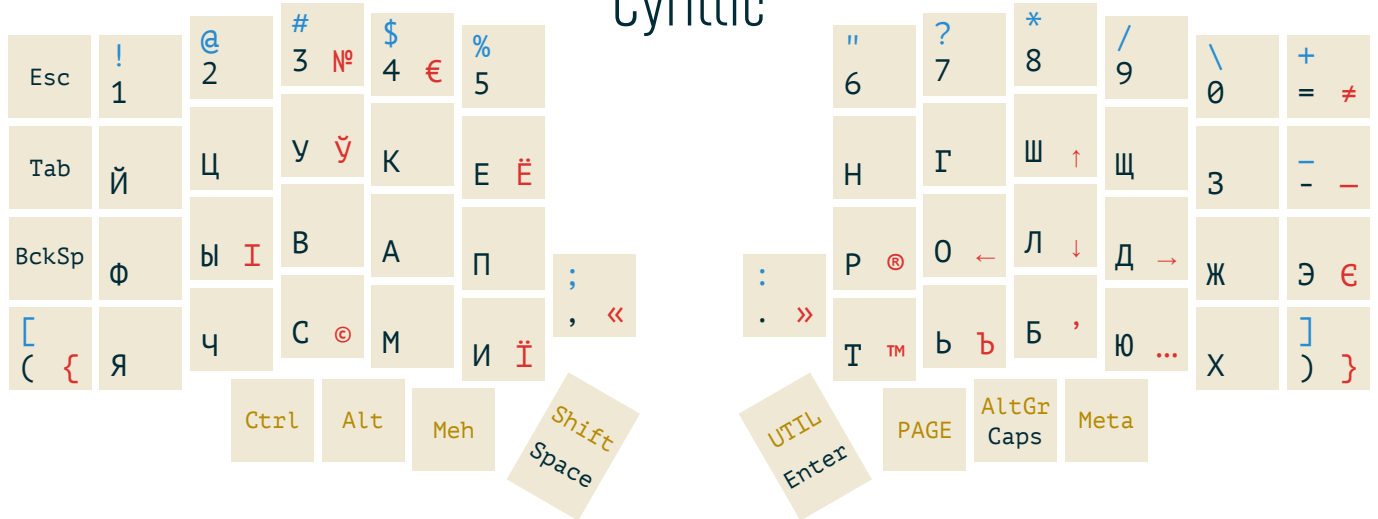 Cyrillic
! 1
@ 2
# 3 №
$ 4 €
% 5
" 6
? 7
* 8
/ 9
\ 0
+ = ≠
Esc
Tab
Й
Ц
У Ў
К
Е Ё
Н
Г
Ш ↑
Щ
З
_ - —
BckSp
Ф
Ы І
В
А
П
; , «
: . »
Р ®
О ←
Л ↓
Д →
Ж
Э Є
[ ( {
Я
Ч
С ©
М
И Ї
Т ™
Ь Ъ
Б ’
Ю …
Х
] ) }
Ctrl
Alt
Meh
Shift
Space
UTIL
Enter
PAGE
AltGr
Caps
Meta